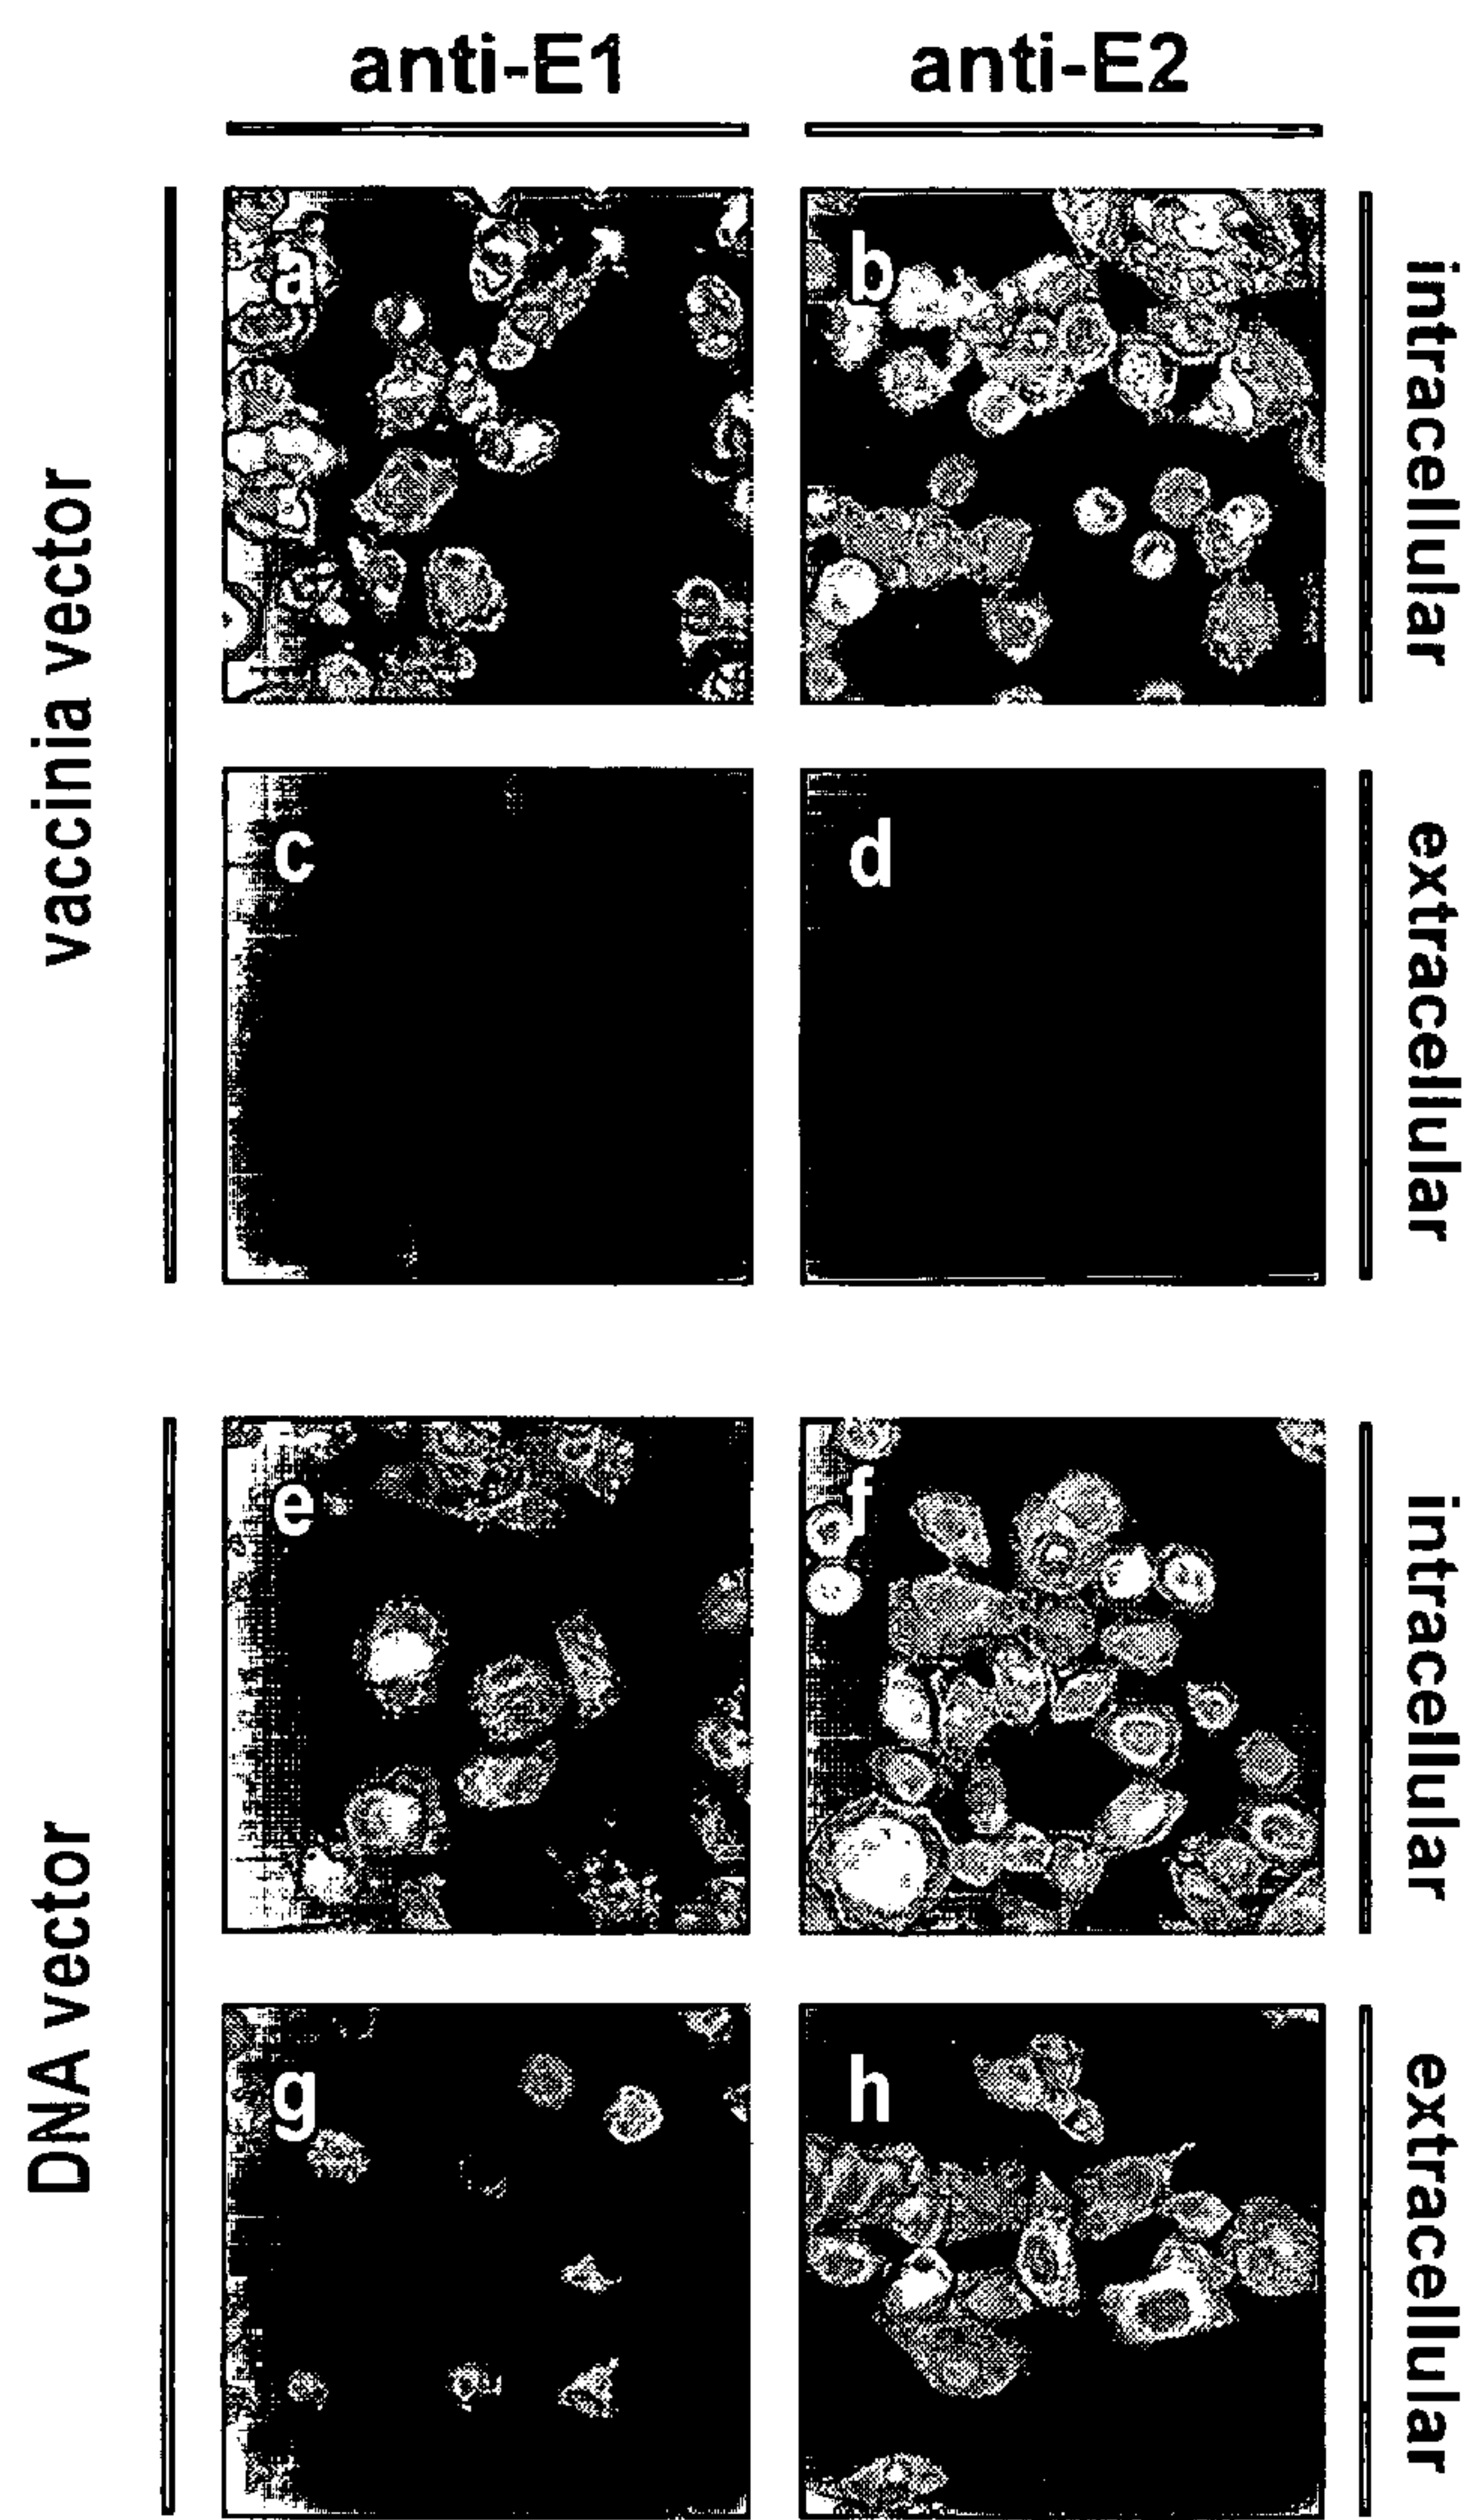 anti-E1 anti-E2
vaccinia vector
a b intracellular
c d extracellular
DNA vector
e f intracellular
g h extracellular